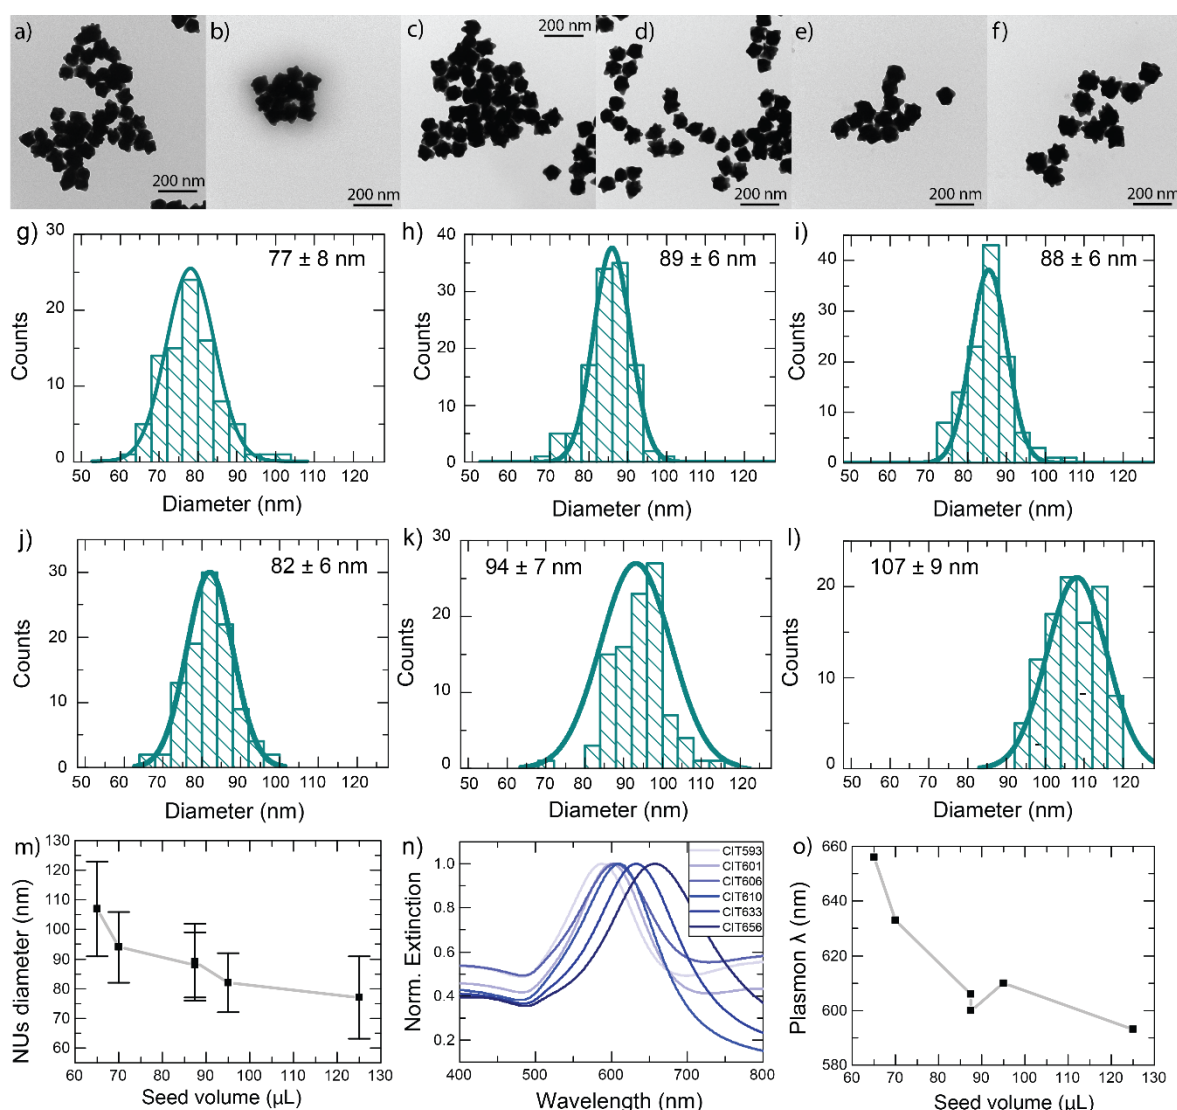 a)
b)
c)
d)
e)
f)
200 nm
200 nm
200 nm
200 nm
200 nm
200 nm
g)
77 ± 8 nm
30
20
10
0
Counts
50 60 70 80 90 100 110 120
Diameter (nm)
h)
89 ± 6 nm
40
30
20
10
0
Counts
50 60 70 80 90 100 110 120
Diameter (nm)
i)
88 ± 6 nm
40
30
20
10
0
Counts
50 60 70 80 90 100 110 120
Diameter (nm)
j)
82 ± 6 nm
30
20
10
0
Counts
50 60 70 80 90 100 110 120
Diameter (nm)
k)
94 ± 7 nm
30
20
10
0
Counts
50 60 70 80 90 100 110 120
Diameter (nm)
l)
107 ± 9 nm
20
10
0
Counts
50 60 70 80 90 100 110 120
Diameter (nm)
m)
130
120
110
100
90
80
70
60
NUs diameter (nm)
60 70 80 90 100 110 120 130
Seed volume (µL)
n)
CIT593
CIT601
CIT606
CIT610
CIT633
CIT656
1.0
0.8
0.6
0.4
0.2
Norm. Extinction
400 500 600 700 800
Wavelength (nm)
o)
660
640
620
600
580
Plasmon λ (nm)
60 70 80 90 100 110 120 130
Seed volume (µL)